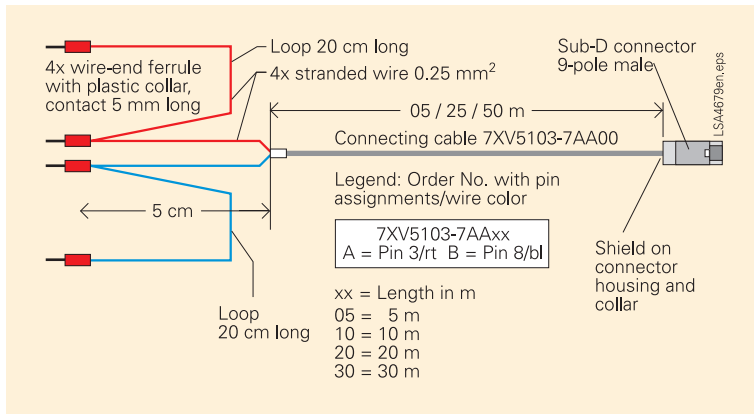 Loop 20 cm long
4x wire-end ferrule
with plastic collar,
contact 5 mm long
4x stranded wire 0.25 mm²
Sub-D connector
9-pole male
LSA4679en.eps
05 / 25 / 50 m
Connecting cable 7XV5103-7AA00
Legend: Order No. with pin
assignments/wire color
5 cm
7XV5103-7AAxx
A = Pin 3/rt B = Pin 8/bl
Shield on
connector
housing and
collar
Loop
20 cm long
xx = Length in m
05 = 5 m
10 = 10 m
20 = 20 m
30 = 30 m